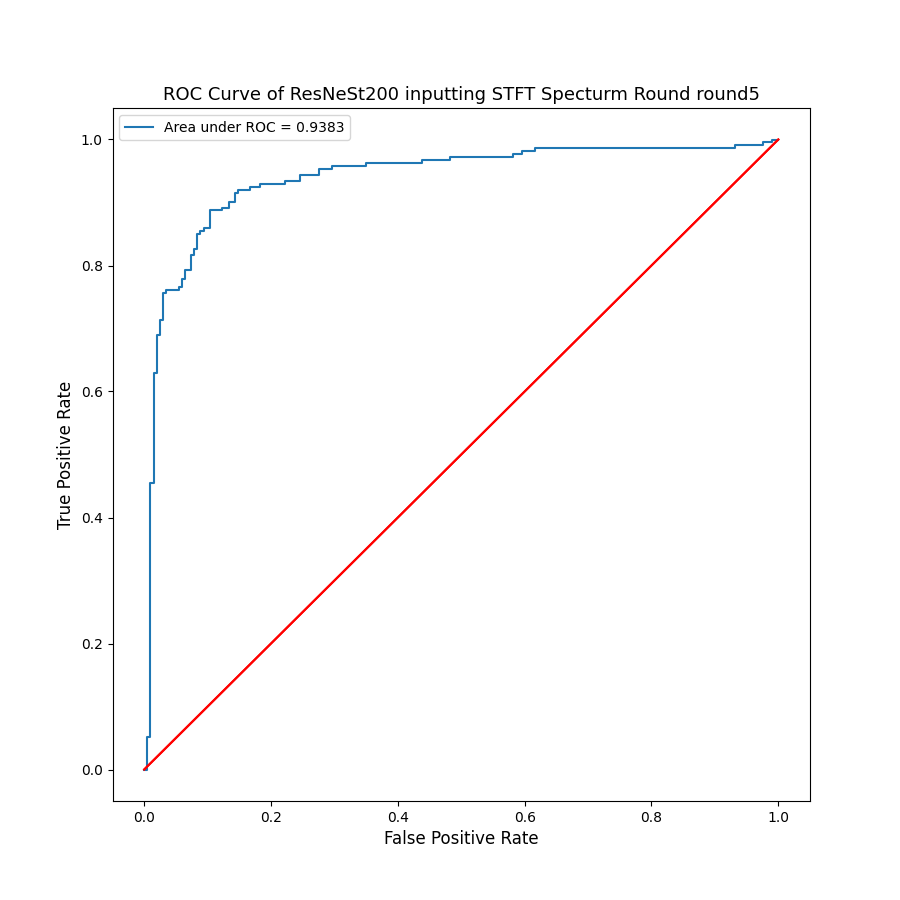 ROC Curve of ResNeSt200 inputting STFT Specturm Round round5
Area under ROC = 0.9383
1.0
0.8
0.6
0.4
0.2
0.0
True Positive Rate
0.0 0.2 0.4 0.6 0.8 1.0
False Positive Rate